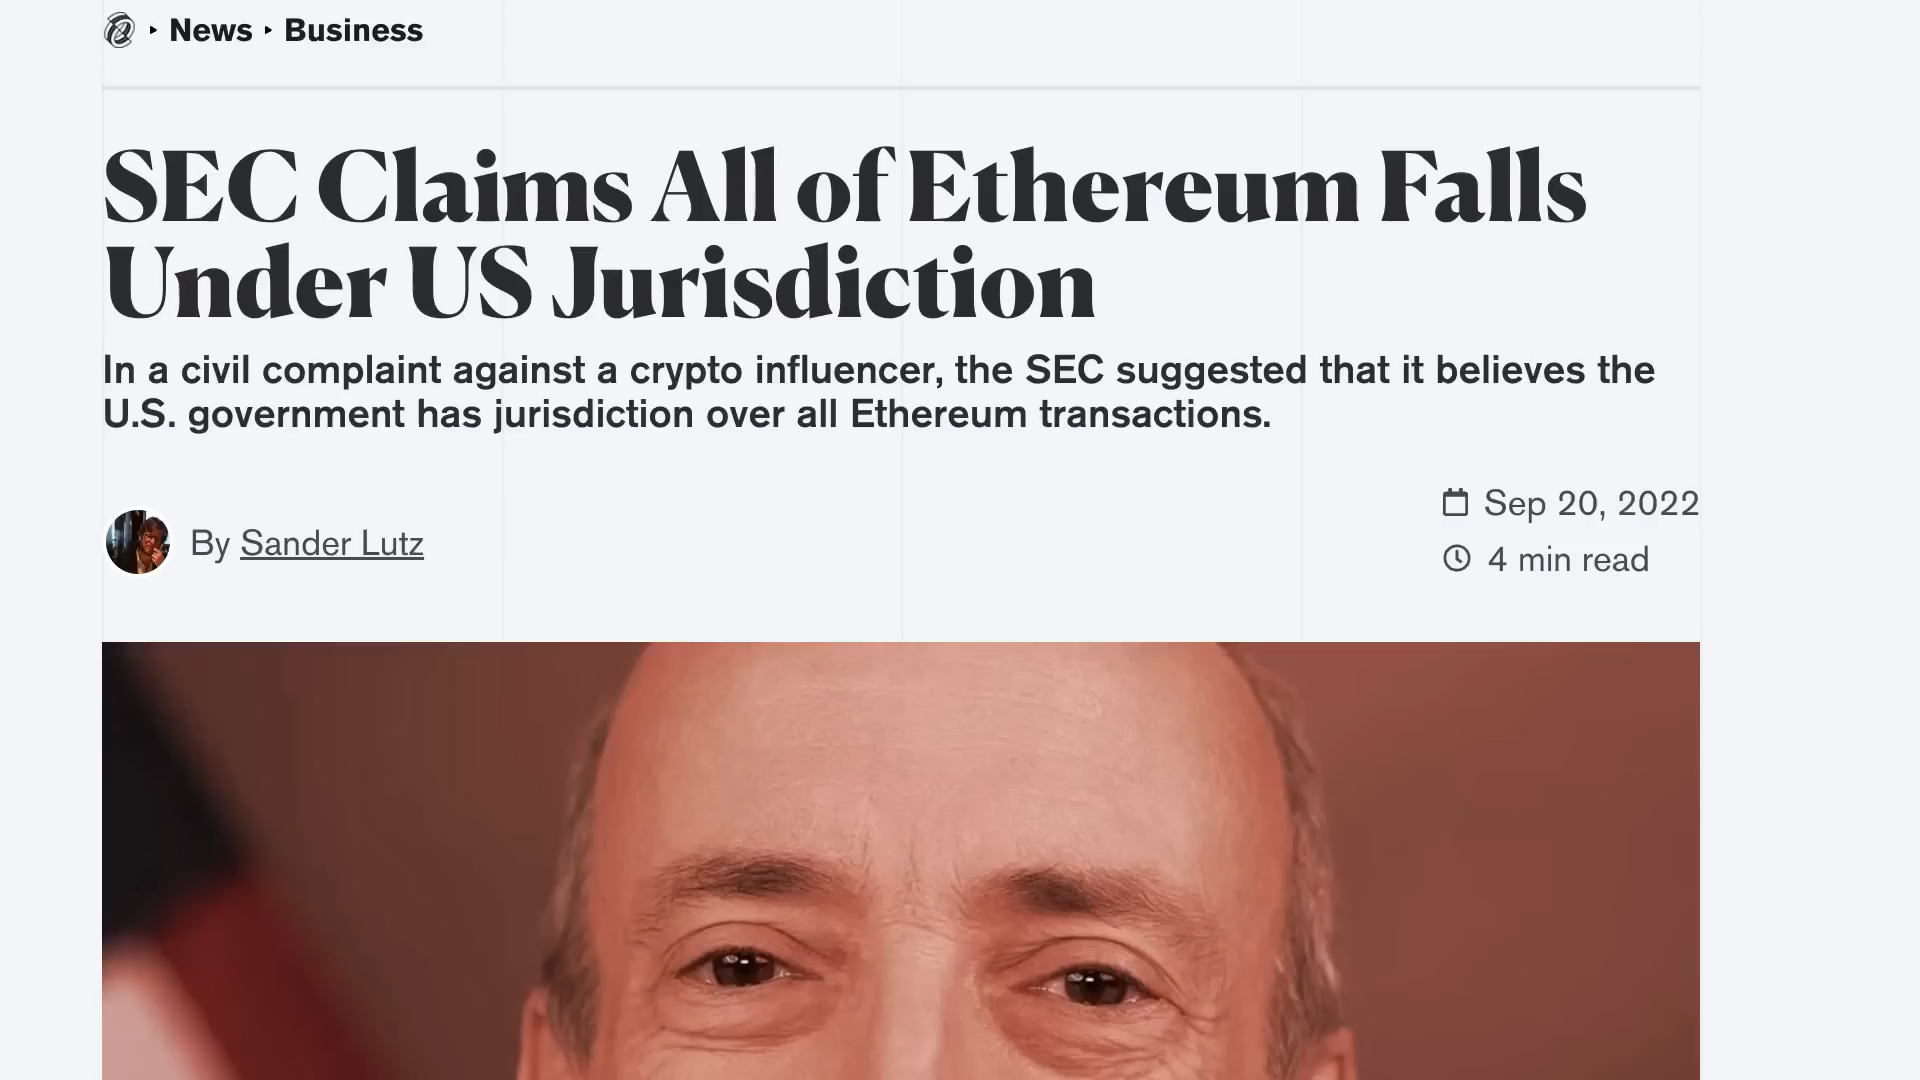 News ‣ Business
SEC Claims All of Ethereum Falls
Under US Jurisdiction
In a civil complaint against a crypto influencer, the SEC suggested that it believes the
U.S. government has jurisdiction over all Ethereum transactions.
By Sander Lutz
Sep 20, 2022
4 min read